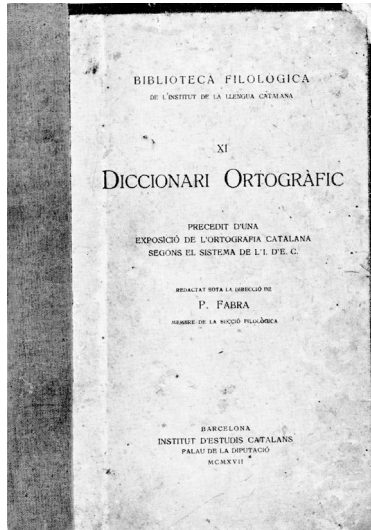 BIBLIOTECA FILOLOGICA
DE L'INSTITUT DE LA LLENGUA CATALANA
XI
DICCIONARI ORTOGRÀFIC
PRECEDIT D'UNA
EXPOSICIÓ DE L'ORTOGRAFIA CATALANA
SEGONS EL SISTEMA DE L'I. D'E. C.
REDACTAT SOTA LA DIRECCIÓ DE
P. FABRA
MEMBRE DE LA SECCIÓ FILOLÒGICA
BARCELONA
INSTITUT D'ESTUDIS CATALANS
PALAU DE LA DIPUTACIÓ
MCMXVII